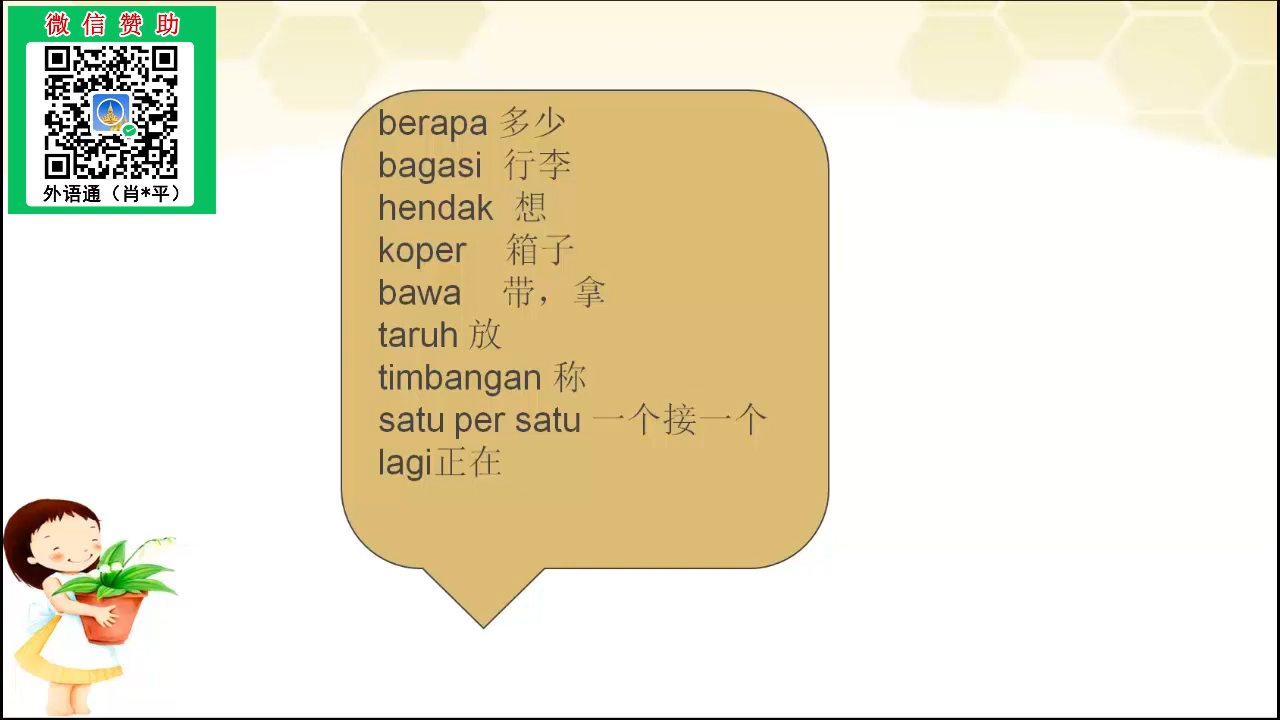 微信赞助
外语通（肖*平）
berapa 多少
bagasi 行李
hendak 想
koper 箱子
bawa 带，拿
taruh 放
timbangan 称
satu per satu 一个接一个
lagi正在